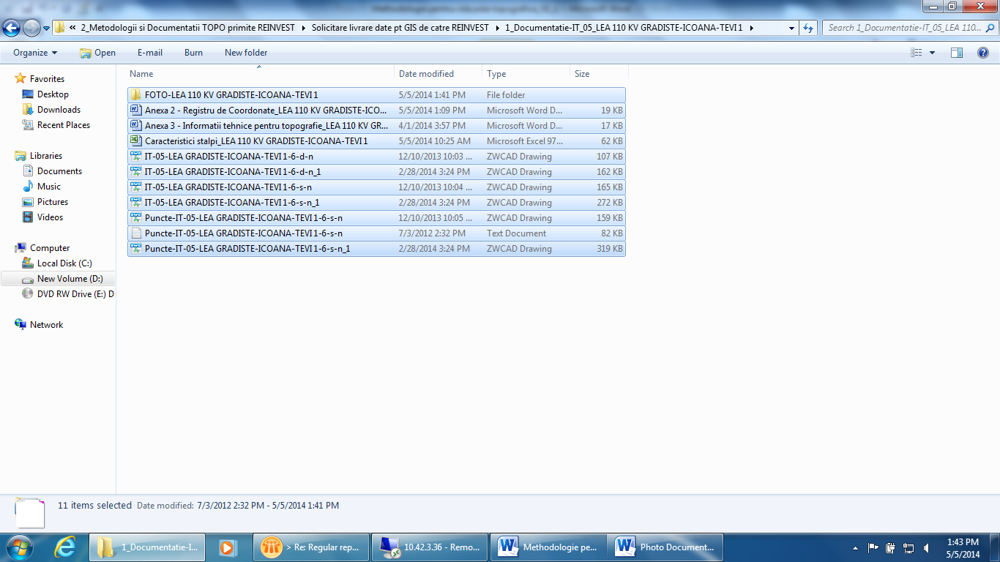 2_Metodologii si Documentatii TOPO primite REINVEST Solicitare livrare date pt GIS de catre REINVEST 1_Documentatie-IT_05_LEA 110 KV GRADISTE-ICOANA-TEVI 1 Search 1_Documentatie-IT_05_LEA 110...
Organize Open E-mail Burn New folder
Favorites
Desktop
Downloads
Recent Places
Libraries
Documents
Music
Pictures
Videos
Computer
Local Disk (C:)
New Volume (D:)
DVD RW Drive (E:) D
Network
Name Date modified Type Size
FOTO-LEA 110 KV GRADISTE-ICOANA-TEVI 1 5/5/2014 1:41 PM File folder
Anexa 2 - Registru de Coordonate_LEA 110 KV GRADISTE-ICO... 5/5/2014 1:09 PM Microsoft Word D... 19 KB
Anexa 3 - Informatii tehnice pentru topografie_LEA 110 KV GR... 4/1/2014 3:57 PM Microsoft Word D... 17 KB
Caracteristici stalpi_LEA 110 KV GRADISTE-ICOANA-TEVI 1 5/5/2014 10:25 AM Microsoft Excel 97... 62 KB
IT-05-LEA GRADISTE-ICOANA-TEVI 1-6-d-n 12/10/2013 10:03 ... ZWCAD Drawing 107 KB
IT-05-LEA GRADISTE-ICOANA-TEVI 1-6-d-n_1 2/28/2014 3:24 PM ZWCAD Drawing 162 KB
IT-05-LEA GRADISTE-ICOANA-TEVI 1-6-s-n 12/10/2013 10:04 ... ZWCAD Drawing 165 KB
IT-05-LEA GRADISTE-ICOANA-TEVI 1-6-s-n_1 2/28/2014 3:24 PM ZWCAD Drawing 272 KB
Puncte-IT-05-LEA GRADISTE-ICOANA-TEVI 1-6-s-n 12/10/2013 10:05 ... ZWCAD Drawing 159 KB
Puncte-IT-05-LEA GRADISTE-ICOANA-TEVI 1-6-s-n 7/3/2012 2:32 PM Text Document 82 KB
Puncte-IT-05-LEA GRADISTE-ICOANA-TEVI 1-6-s-n_1 2/28/2014 3:24 PM ZWCAD Drawing 319 KB
11 items selected Date modified: 7/3/2012 2:32 PM - 5/5/2014 1:41 PM
1_Documentatie-I... > Re: Regular rep... 10.42.3.36 - Remo... Methodologie pe... Photo Document... 1:43 PM
5/5/2014